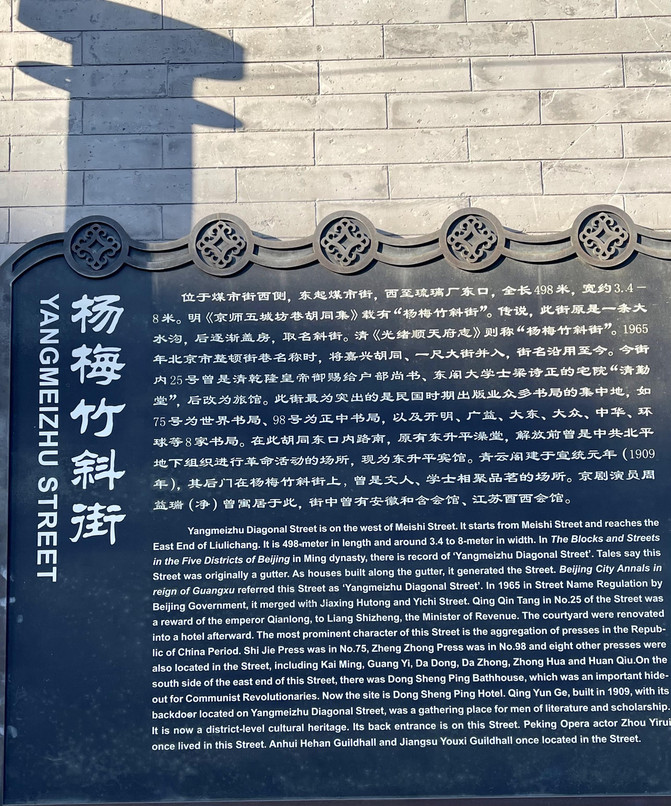 杨梅竹斜街
YANGMEIZHU STREET
位于煤市街西侧，东起煤市街，西至琉璃厂东口，全长498米，宽约3.4-
8米。明《京师五城坊巷胡同集》载有“杨梅竹斜街”。传说，此街原是一条大
水沟，后逐渐盖房，取名斜街。清《光绪顺天府志》则称“杨梅竹斜街”。1965
年北京市整顿街巷名称时，将嘉兴胡同、一尺大街并入，街名沿用至今。今街
内25号曾是清乾隆皇帝御赐给户部尚书、东阁大学士梁诗正的宅院“清勤
堂”，后改为旅馆。此街最为突出的是民国时期出版业众多书局的集中地，如
75号为世界书局、98号为正中书局，以及开明、广益、大东、大众、中华、环
球等8家书局。在此胡同东口内路南，原有东升平澡堂，解放前曾是中共北平
地下组织进行革命活动的场所，现为东升平宾馆。青云阁建于宣统元年（1909
年），其后门在杨梅竹斜街上，曾是文人、学士相聚品茗的场所。京剧演员周
益瑞（净）曾寓居于此，街中曾有安徽和含会馆、江苏酉西会馆。
Yangmeizhu Diagonal Street is on the west of Meishi Street. It starts from Meishi Street and reaches the
East End of Liulichang. It is 498-meter in length and around 3.4 to 8-meter in width. In The Blocks and Streets
in the Five Districts of Beijing in Ming dynasty, there is record of ‘Yangmeizhu Diagonal Street’. Tales say this
Street was originally a gutter. As houses built along the gutter, it generated the Street. Beijing City Annals in
reign of Guangxu referred this Street as ‘Yangmeizhu Diagonal Street’. In 1965 in Street Name Regulation by
Beijing Government, it merged with Jiaxing Hutong and Yichi Street. Qing Qin Tang in No.25 of the Street was
a reward of the emperor Qianlong, to Liang Shizheng, the Minister of Revenue. The courtyard were renovated
into a hotel afterward. The most prominent character of this Street is the aggregation of presses in the Repub-
lic of China Period. Shi Jie Press was in No.75, Zheng Zhong Press was in No.98 and eight other presses were
also located in the Street, including Kai Ming, Guang Yi, Da Dong, Da Zhong, Zhong Hua and Huan Qiu.On the
south side of the east end of this Street, there was Dong Sheng Ping Bathhouse, which was an important hide-
out for Communist Revolutionaries. Now the site is Dong Sheng Ping Hotel. Qing Yun Ge, built in 1909, with its
backdoor located on Yangmeizhu Diagonal Street, was a gathering place for men of literature and scholarship.
It is now a district-level cultural heritage. Its back entrance is on this Street. Peking Opera actor Zhou Yirui
once lived in this Street. Anhui Hehan Guildhall and Jiangsu Youxi Guildhall once located in the Street.